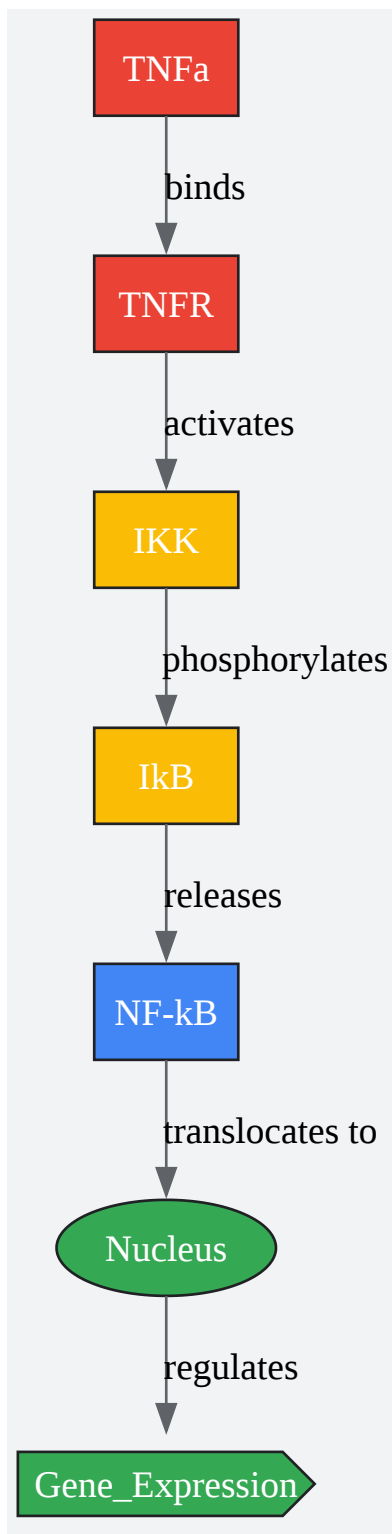 TNFa
binds
TNFR
activates
IKK
phosphorylates
IkB
releases
NF-kB
translocates to
Nucleus
regulates
Gene_Expression